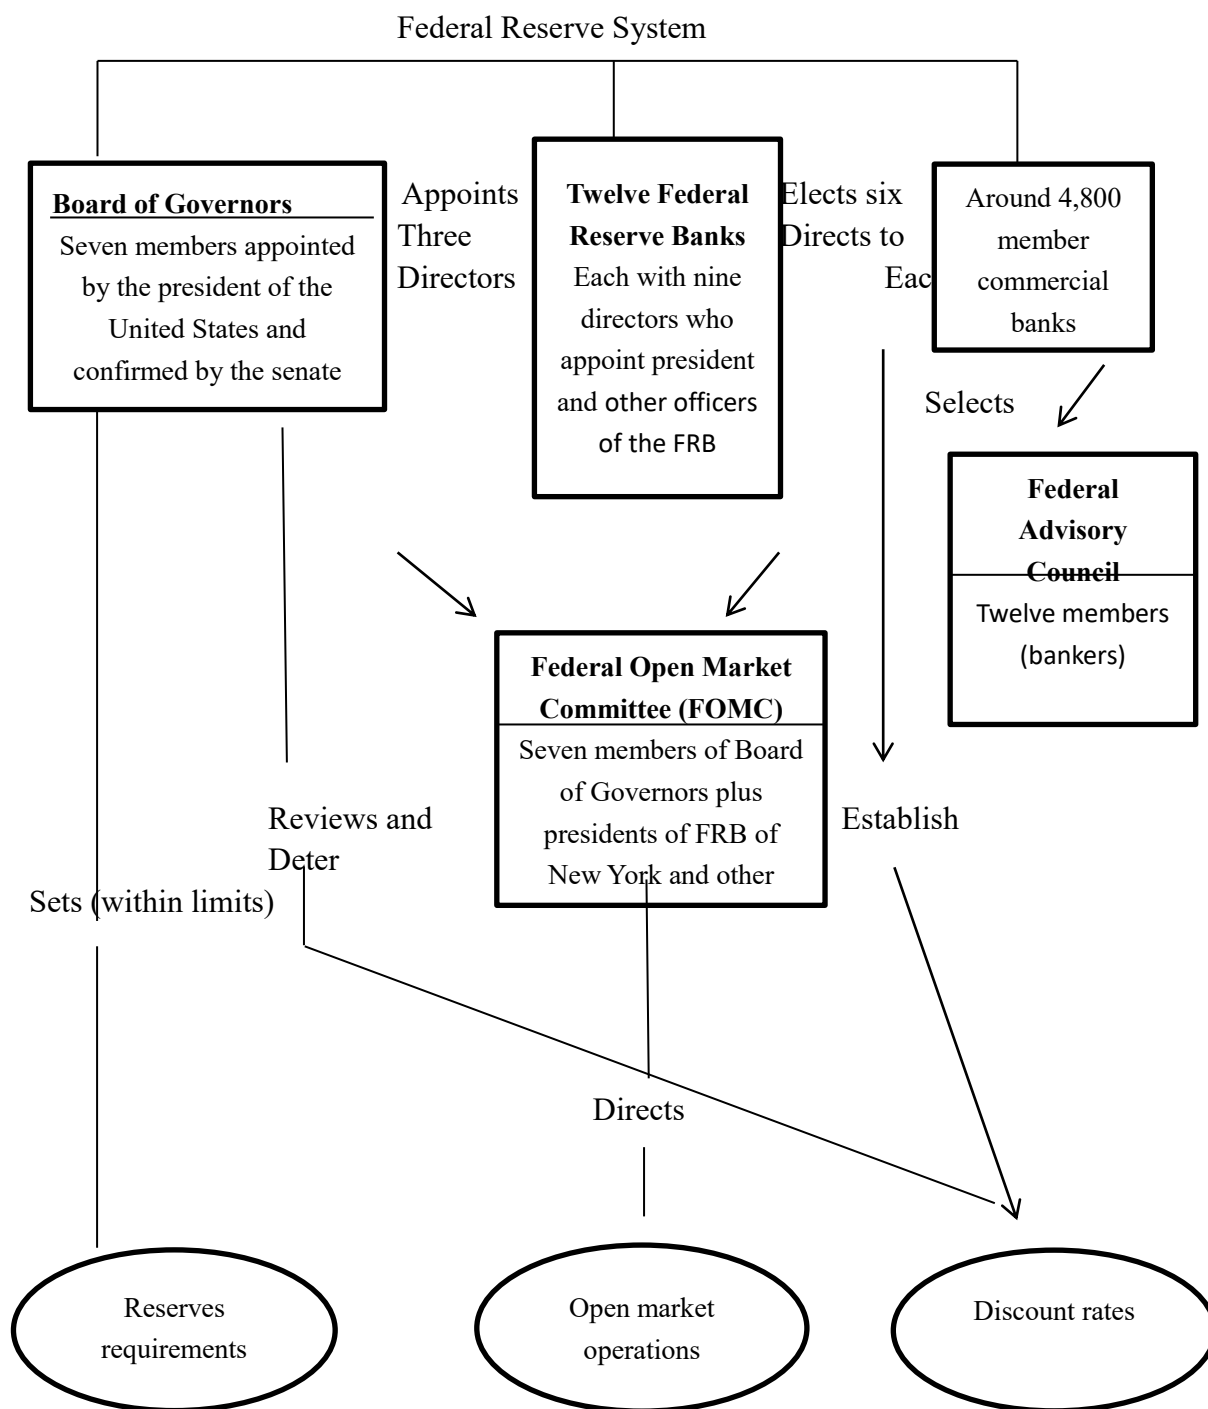 Federal Reserve System
Board of Governors
Seven members appointed
by the president of the
United States and
confirmed by the senate
Appoints
Three
Directors
Twelve Federal
Reserve Banks
Each with nine
directors who
appoint president
and other officers
of the FRB
Elects six
Directs to
Eac
Around 4,800
member
commercial
banks
Selects
Federal
Advisory
Council
Twelve members
(bankers)
Federal Open Market
Committee (FOMC)
Seven members of Board
of Governors plus
presidents of FRB of
New York and other
Reviews and
Deter
Establish
Sets (within limits)
Directs
Reserves
requirements
Open market
operations
Discount rates